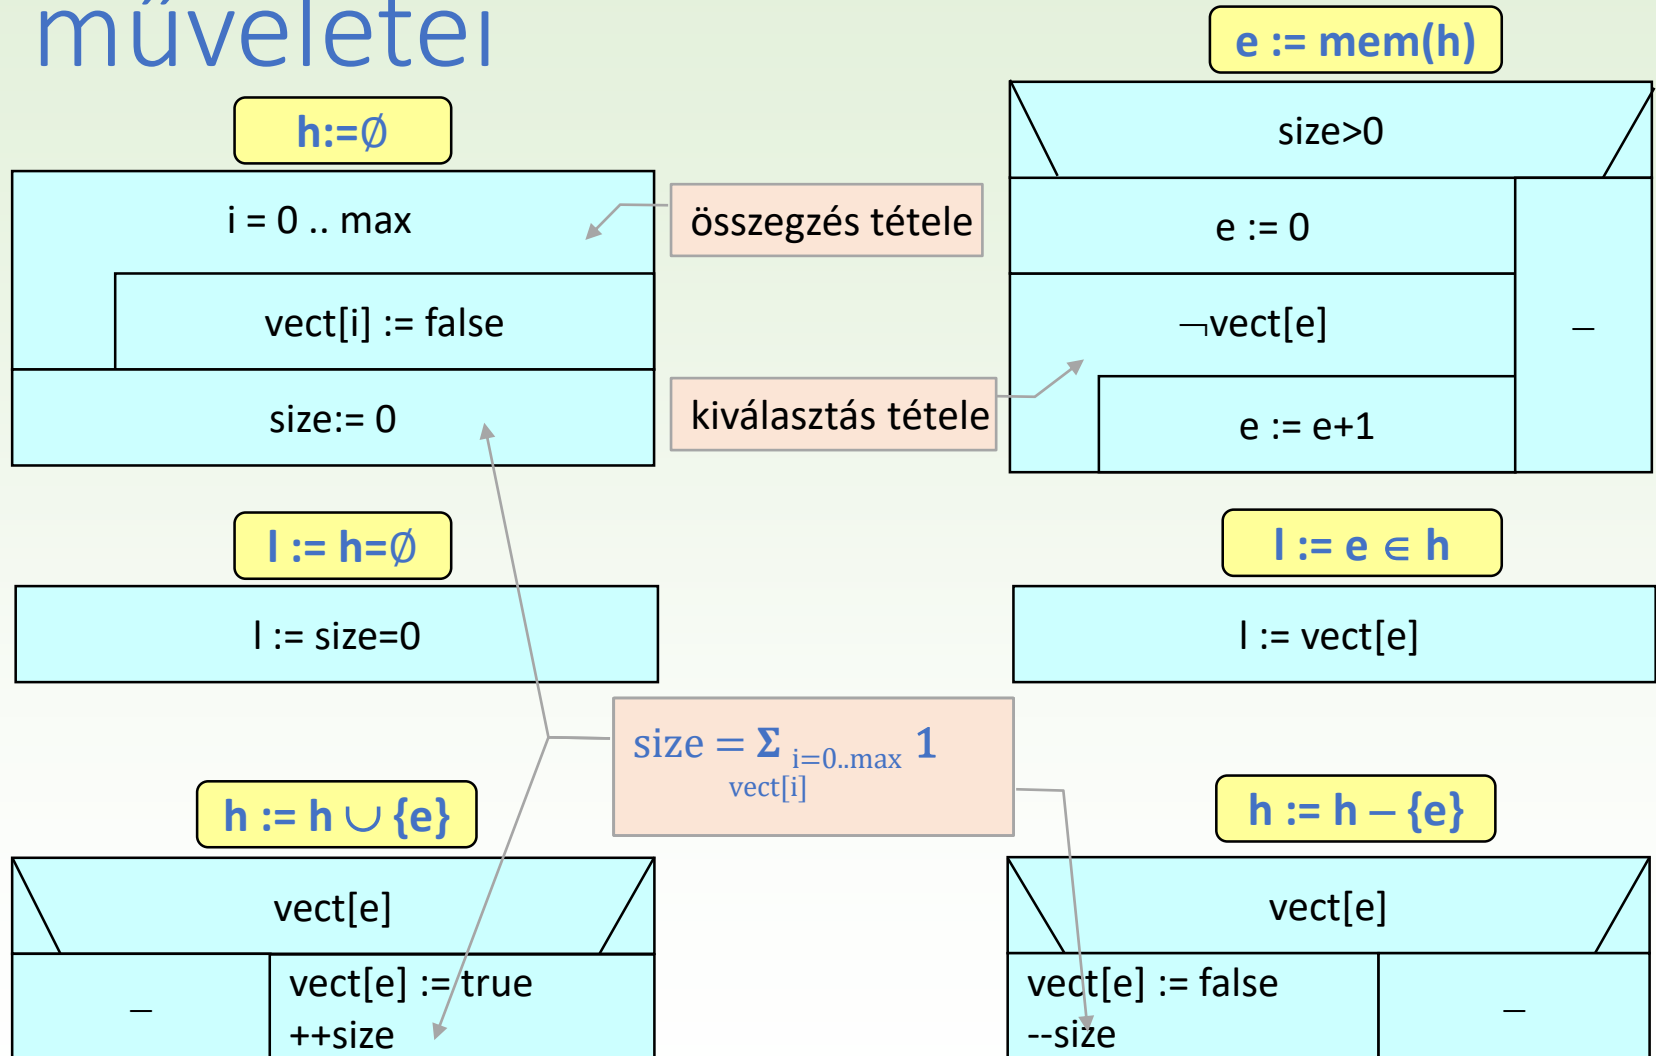 műveletei
h:=∅
i = 0 .. max
vect[i] := false
size:= 0
összegzés tétele
kiválasztás tétele
e := mem(h)
size>0
e := 0
¬vect[e]
e := e+1
–
l := h=∅
l := size=0
l := e ∈ h
l := vect[e]
size = Σ i=0..max 1
vect[i]
h := h ∪ {e}
vect[e]
–
vect[e] := true
++size
h := h – {e}
vect[e]
vect[e] := false
--size
–